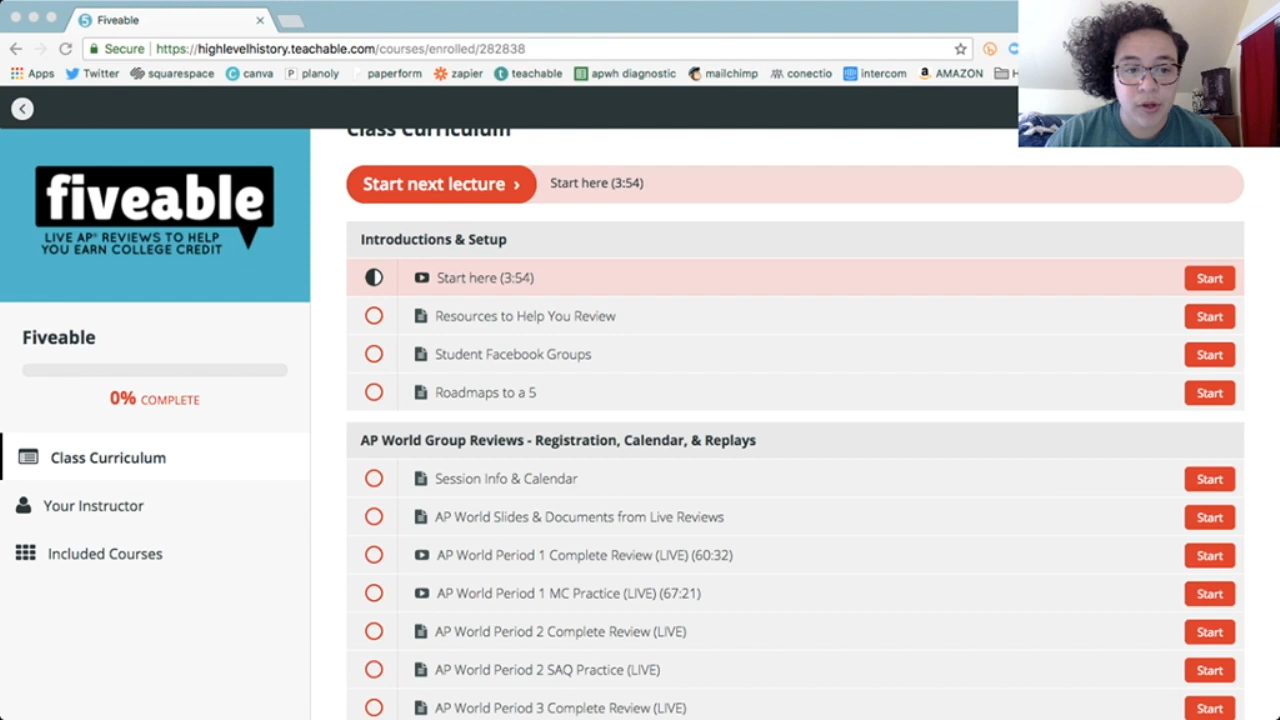 Fiveable
Secure | https://highlevelhistory.teachable.com/courses/enrolled/282838
Apps Twitter squarespace canva planoly paperform zapier teachable apwh diagnostic mailchimp conectio intercom AMAZON
Class Curriculum
Start next lecture › Start here (3:54)
fiveable
LIVE AP® REVIEWS TO HELP
YOU EARN COLLEGE CREDIT
Fiveable
0% COMPLETE
Class Curriculum
Your Instructor
Included Courses
Introductions & Setup
Start here (3:54) Start
Resources to Help You Review Start
Student Facebook Groups Start
Roadmaps to a 5 Start
AP World Group Reviews - Registration, Calendar, & Replays
Session Info & Calendar Start
AP World Slides & Documents from Live Reviews Start
AP World Period 1 Complete Review (LIVE) (60:32) Start
AP World Period 1 MC Practice (LIVE) (67:21) Start
AP World Period 2 Complete Review (LIVE) Start
AP World Period 2 SAQ Practice (LIVE) Start
AP World Period 3 Complete Review (LIVE) Start